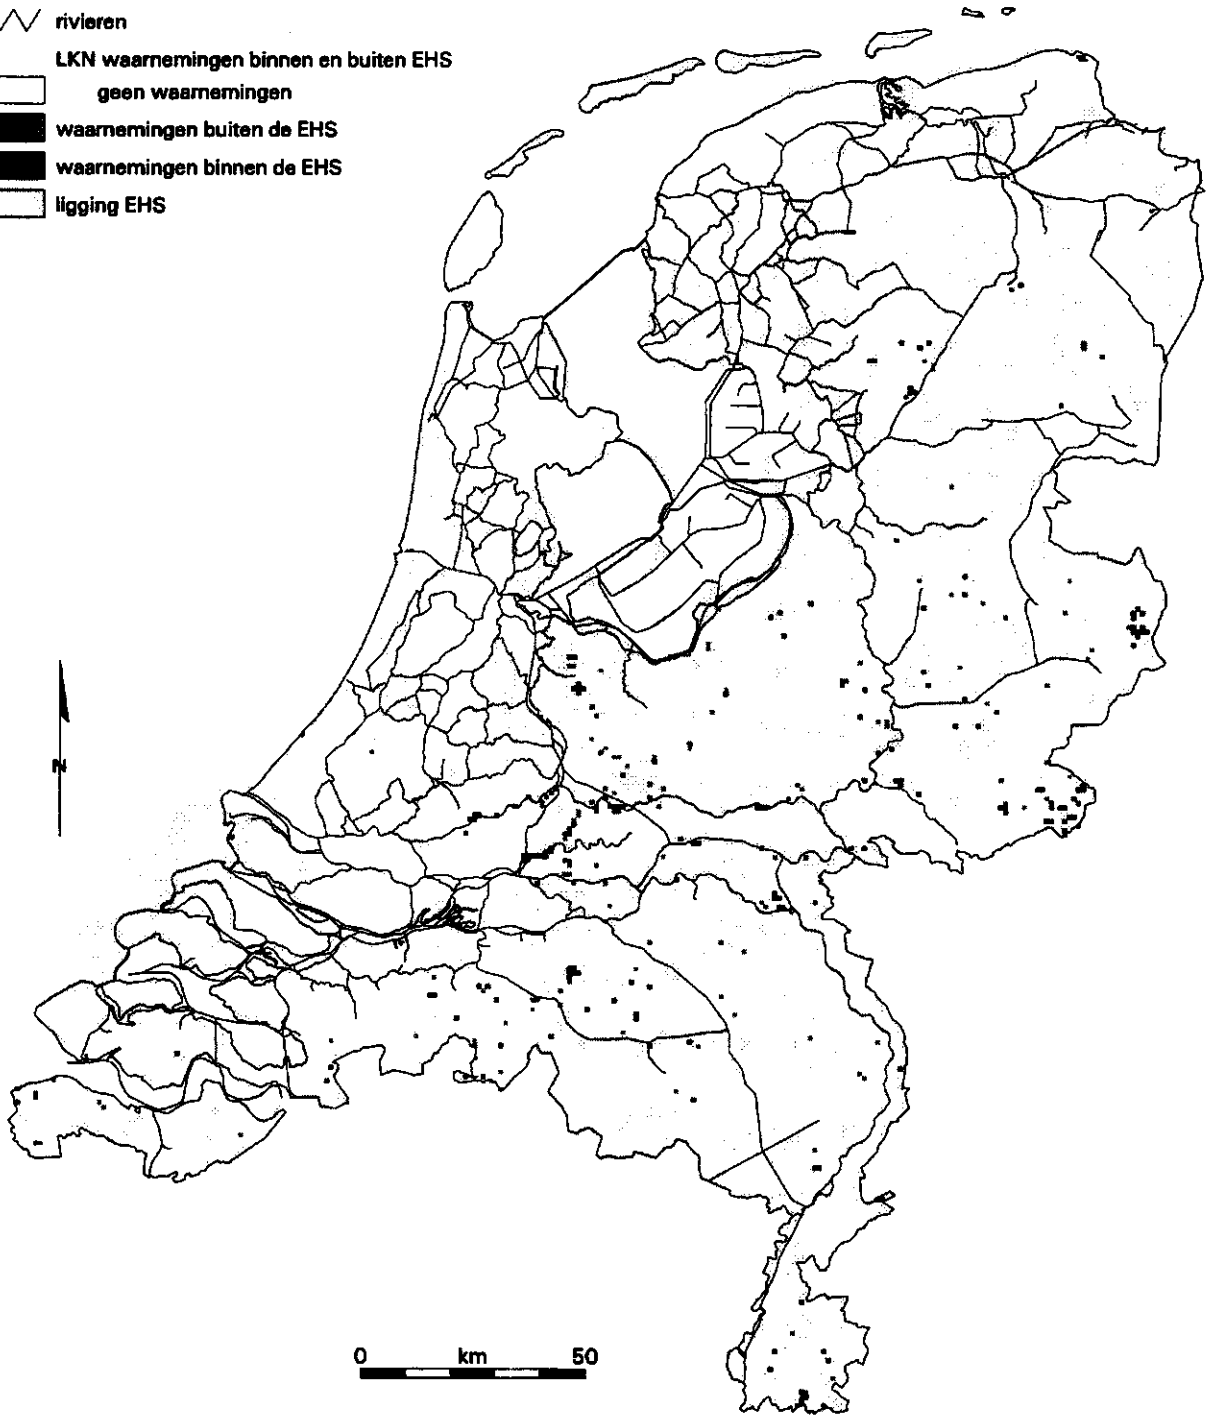 rivieren
LKN waarnemingen binnen en buiten EHS
geen waarnemingen
waarnemingen buiten de EHS
waarnemingen binnen de EHS
ligging EHS
N
0 km 50